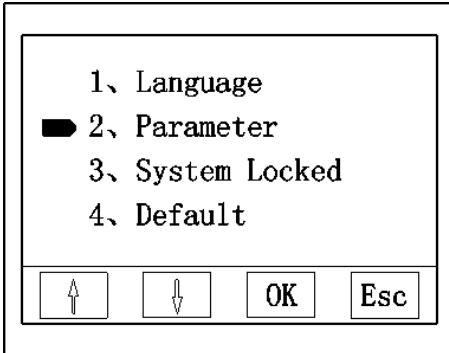 1、Language
2、Parameter
3、System Locked
4、Default
OK Esc